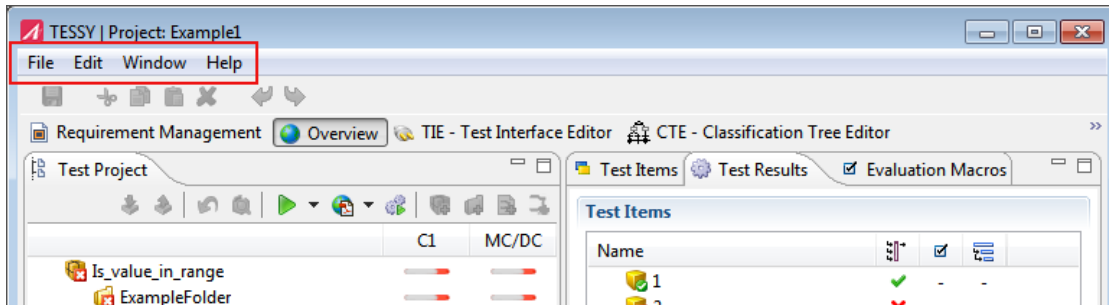 TESSY | Project: Example1
File Edit Window Help
Requirement Management Overview TIE - Test Interface Editor CTE - Classification Tree Editor »
Test Project
Test Items Test Results Evaluation Macros
Test Items
C1 MC/DC
Name
Is_value_in_range
1 - -
ExampleFolder